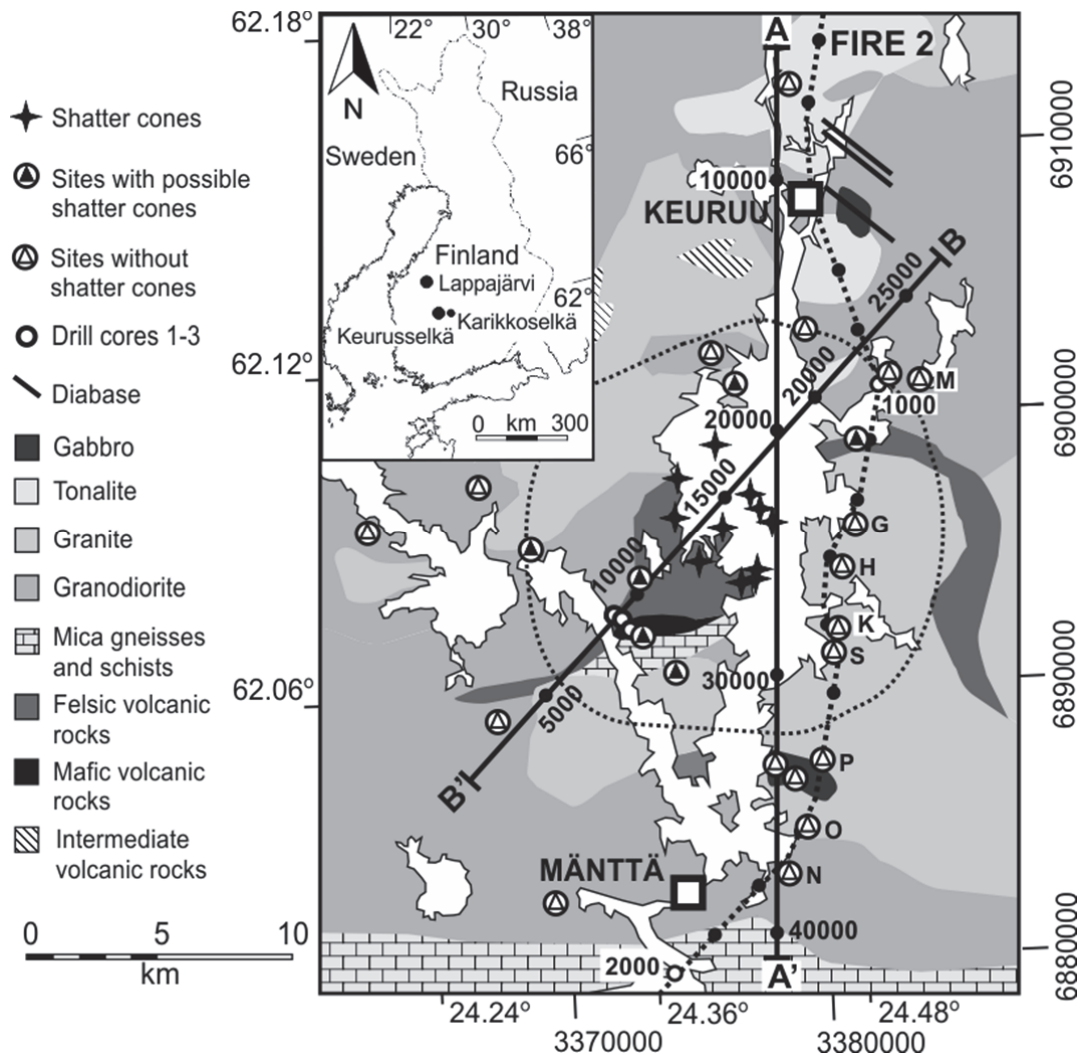 Shatter cones
Sites with possible
shatter cones
Sites without
shatter cones
Drill cores 1-3
Diabase
Gabbro
Tonalite
Granite
Granodiorite
Mica gneisses
and schists
Felsic volcanic
rocks
Mafic volcanic
rocks
Intermediate
volcanic rocks
0 5 10
km
62.18°
62.12°
62.06°
22° 30° 38°
N
Russia
Sweden
66°
Finland
Lappajärvi
62°
Karikkoselkä
Keurusselkä
0 km 300
A
FIRE 2
10000
KEURUU
B
25000
20000
20000
1000
M
15000
G
10000
H
K
S
30000
5000
B'
P
O
MÄNTTÄ
N
40000
2000
A'
6910000
6900000
6890000
6880000
24.24° 24.36° 24.48°
3370000 3380000